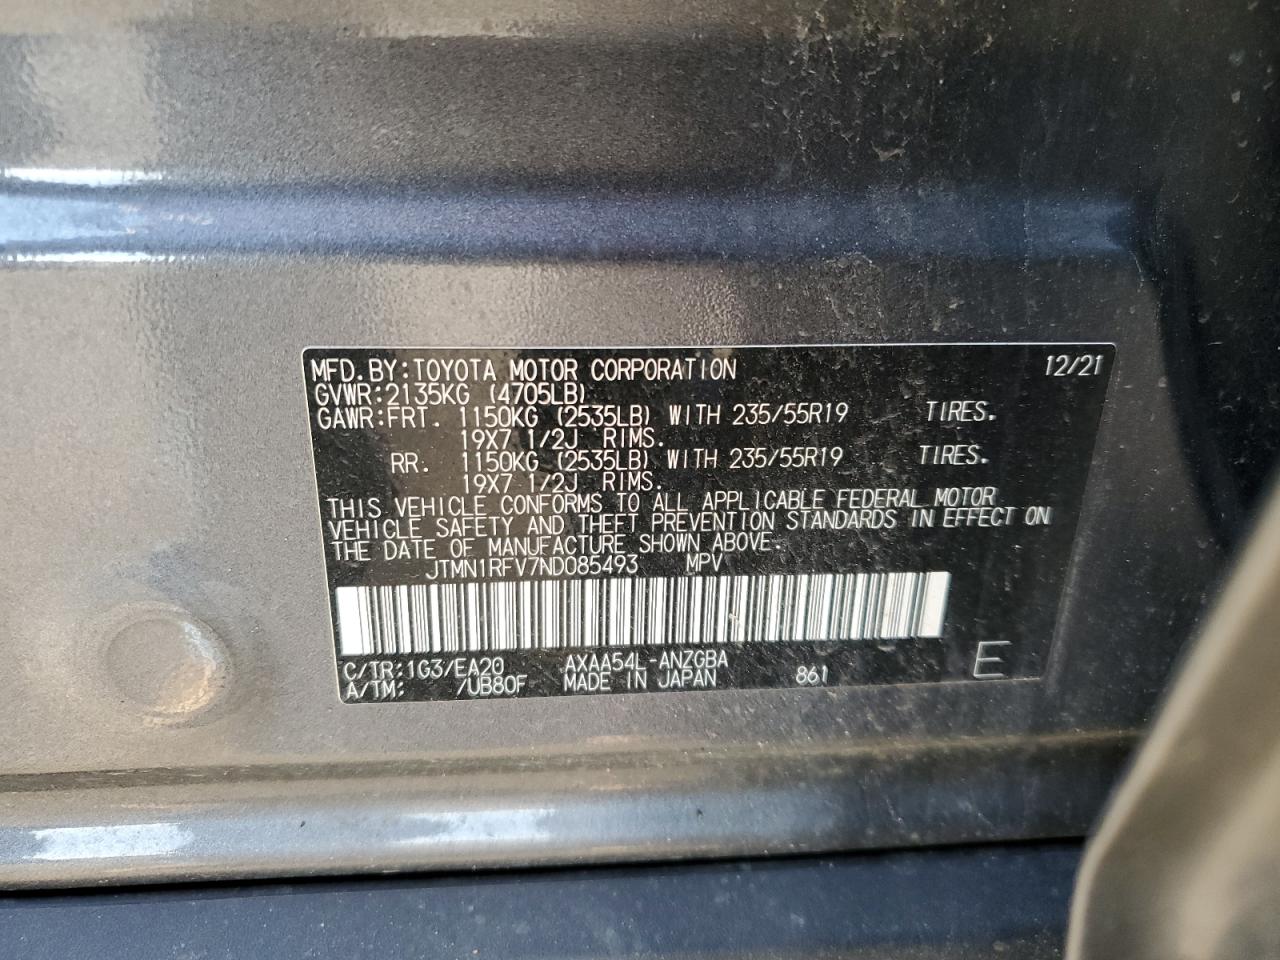 MFD.BY:TOYOTA MOTOR CORPORATION 12/21
GVWR:2135KG (4705LB)
GAWR:FRT. 1150KG (2535LB) WITH 235/55R19 TIRES.
19X7 1/2J RIMS.
RR. 1150KG (2535LB) WITH 235/55R19 TIRES.
19X7 1/2J RIMS.
THIS VEHICLE CONFORMS TO ALL APPLICABLE FEDERAL MOTOR
VEHICLE SAFETY AND THEFT PREVENTION STANDARDS IN EFFECT ON
THE DATE OF MANUFACTURE SHOWN ABOVE.
JTMN1RFV7ND085493 MPV
C/TR:1G3/EA20 AXAA54L-ANZGBA
A/TM: /UB80F MADE IN JAPAN 861 E